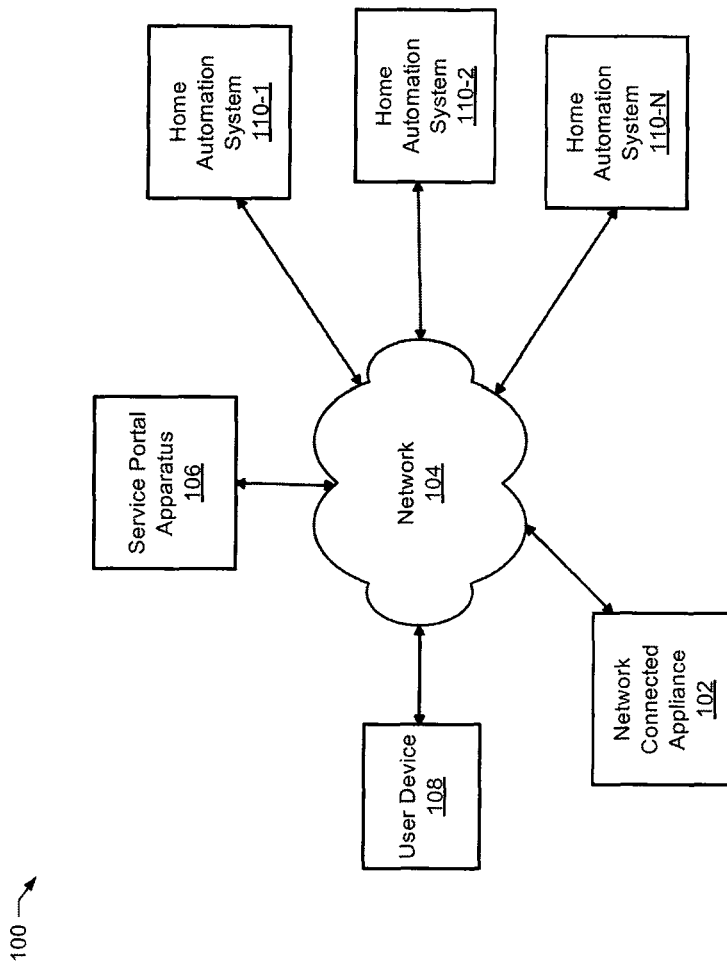 100
Service Portal
Apparatus
106
Home
Automation
System
110-1
User Device
108
Network
104
Home
Automation
System
110-2
Network
Connected
Appliance
102
Home
Automation
System
110-N